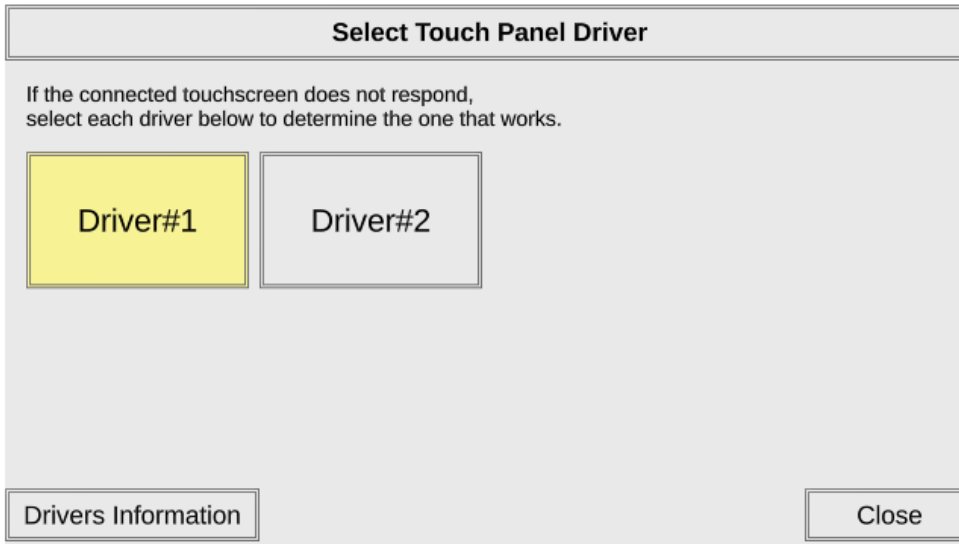 Select Touch Panel Driver
If the connected touchscreen does not respond,
select each driver below to determine the one that works.
Driver#1
Driver#2
Drivers Information
Close